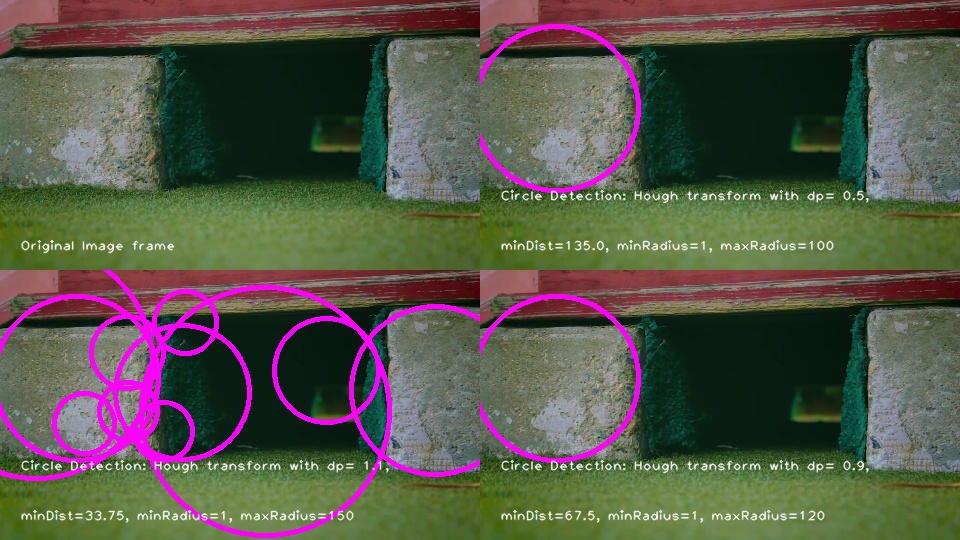 Original Image frame
Circle Detection: Hough transform with dp= 0.5,
minDist=135.0, minRadius=1, maxRadius=100
Circle Detection: Hough transform with dp= 1.1,
minDist=33.75, minRadius=1, maxRadius=150
Circle Detection: Hough transform with dp= 0.9,
minDist=67.5, minRadius=1, maxRadius=120